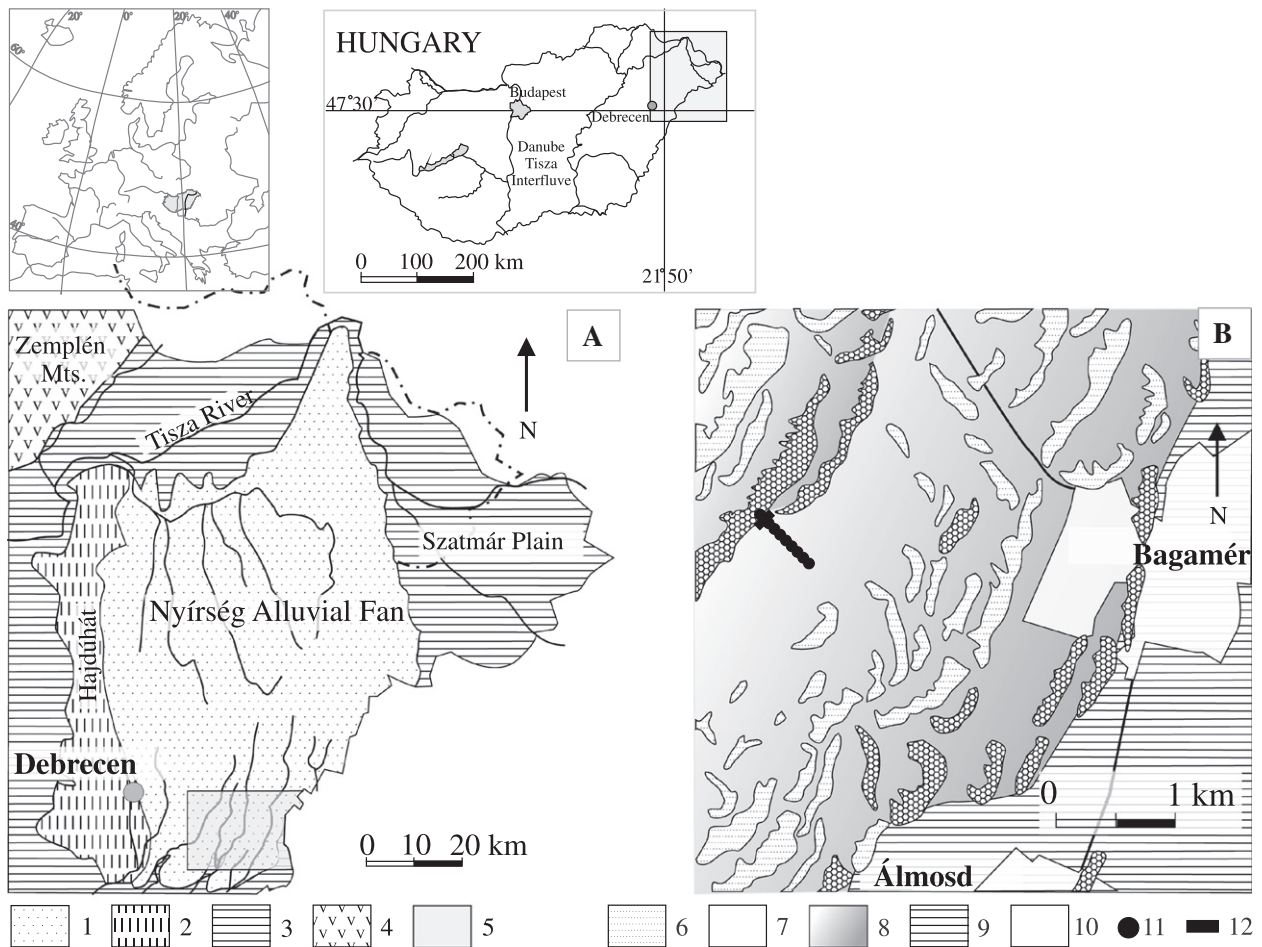 20°
0°
20°
40°
60°
40°
HUNGARY
Budapest
47°30'
Debrecen
Danube
Tisza
Interfluve
0 100 200 km
21°50'
A
Zemplén
Mts.
Tisza River
N
Szatmár Plain
Nyírség Alluvial Fan
Hajdúhát
Debrecen
0 10 20 km
B
N
Bagamér
0 1 km
Álmosd
1 2 3 4 5 6 7 8 9 10 11 12